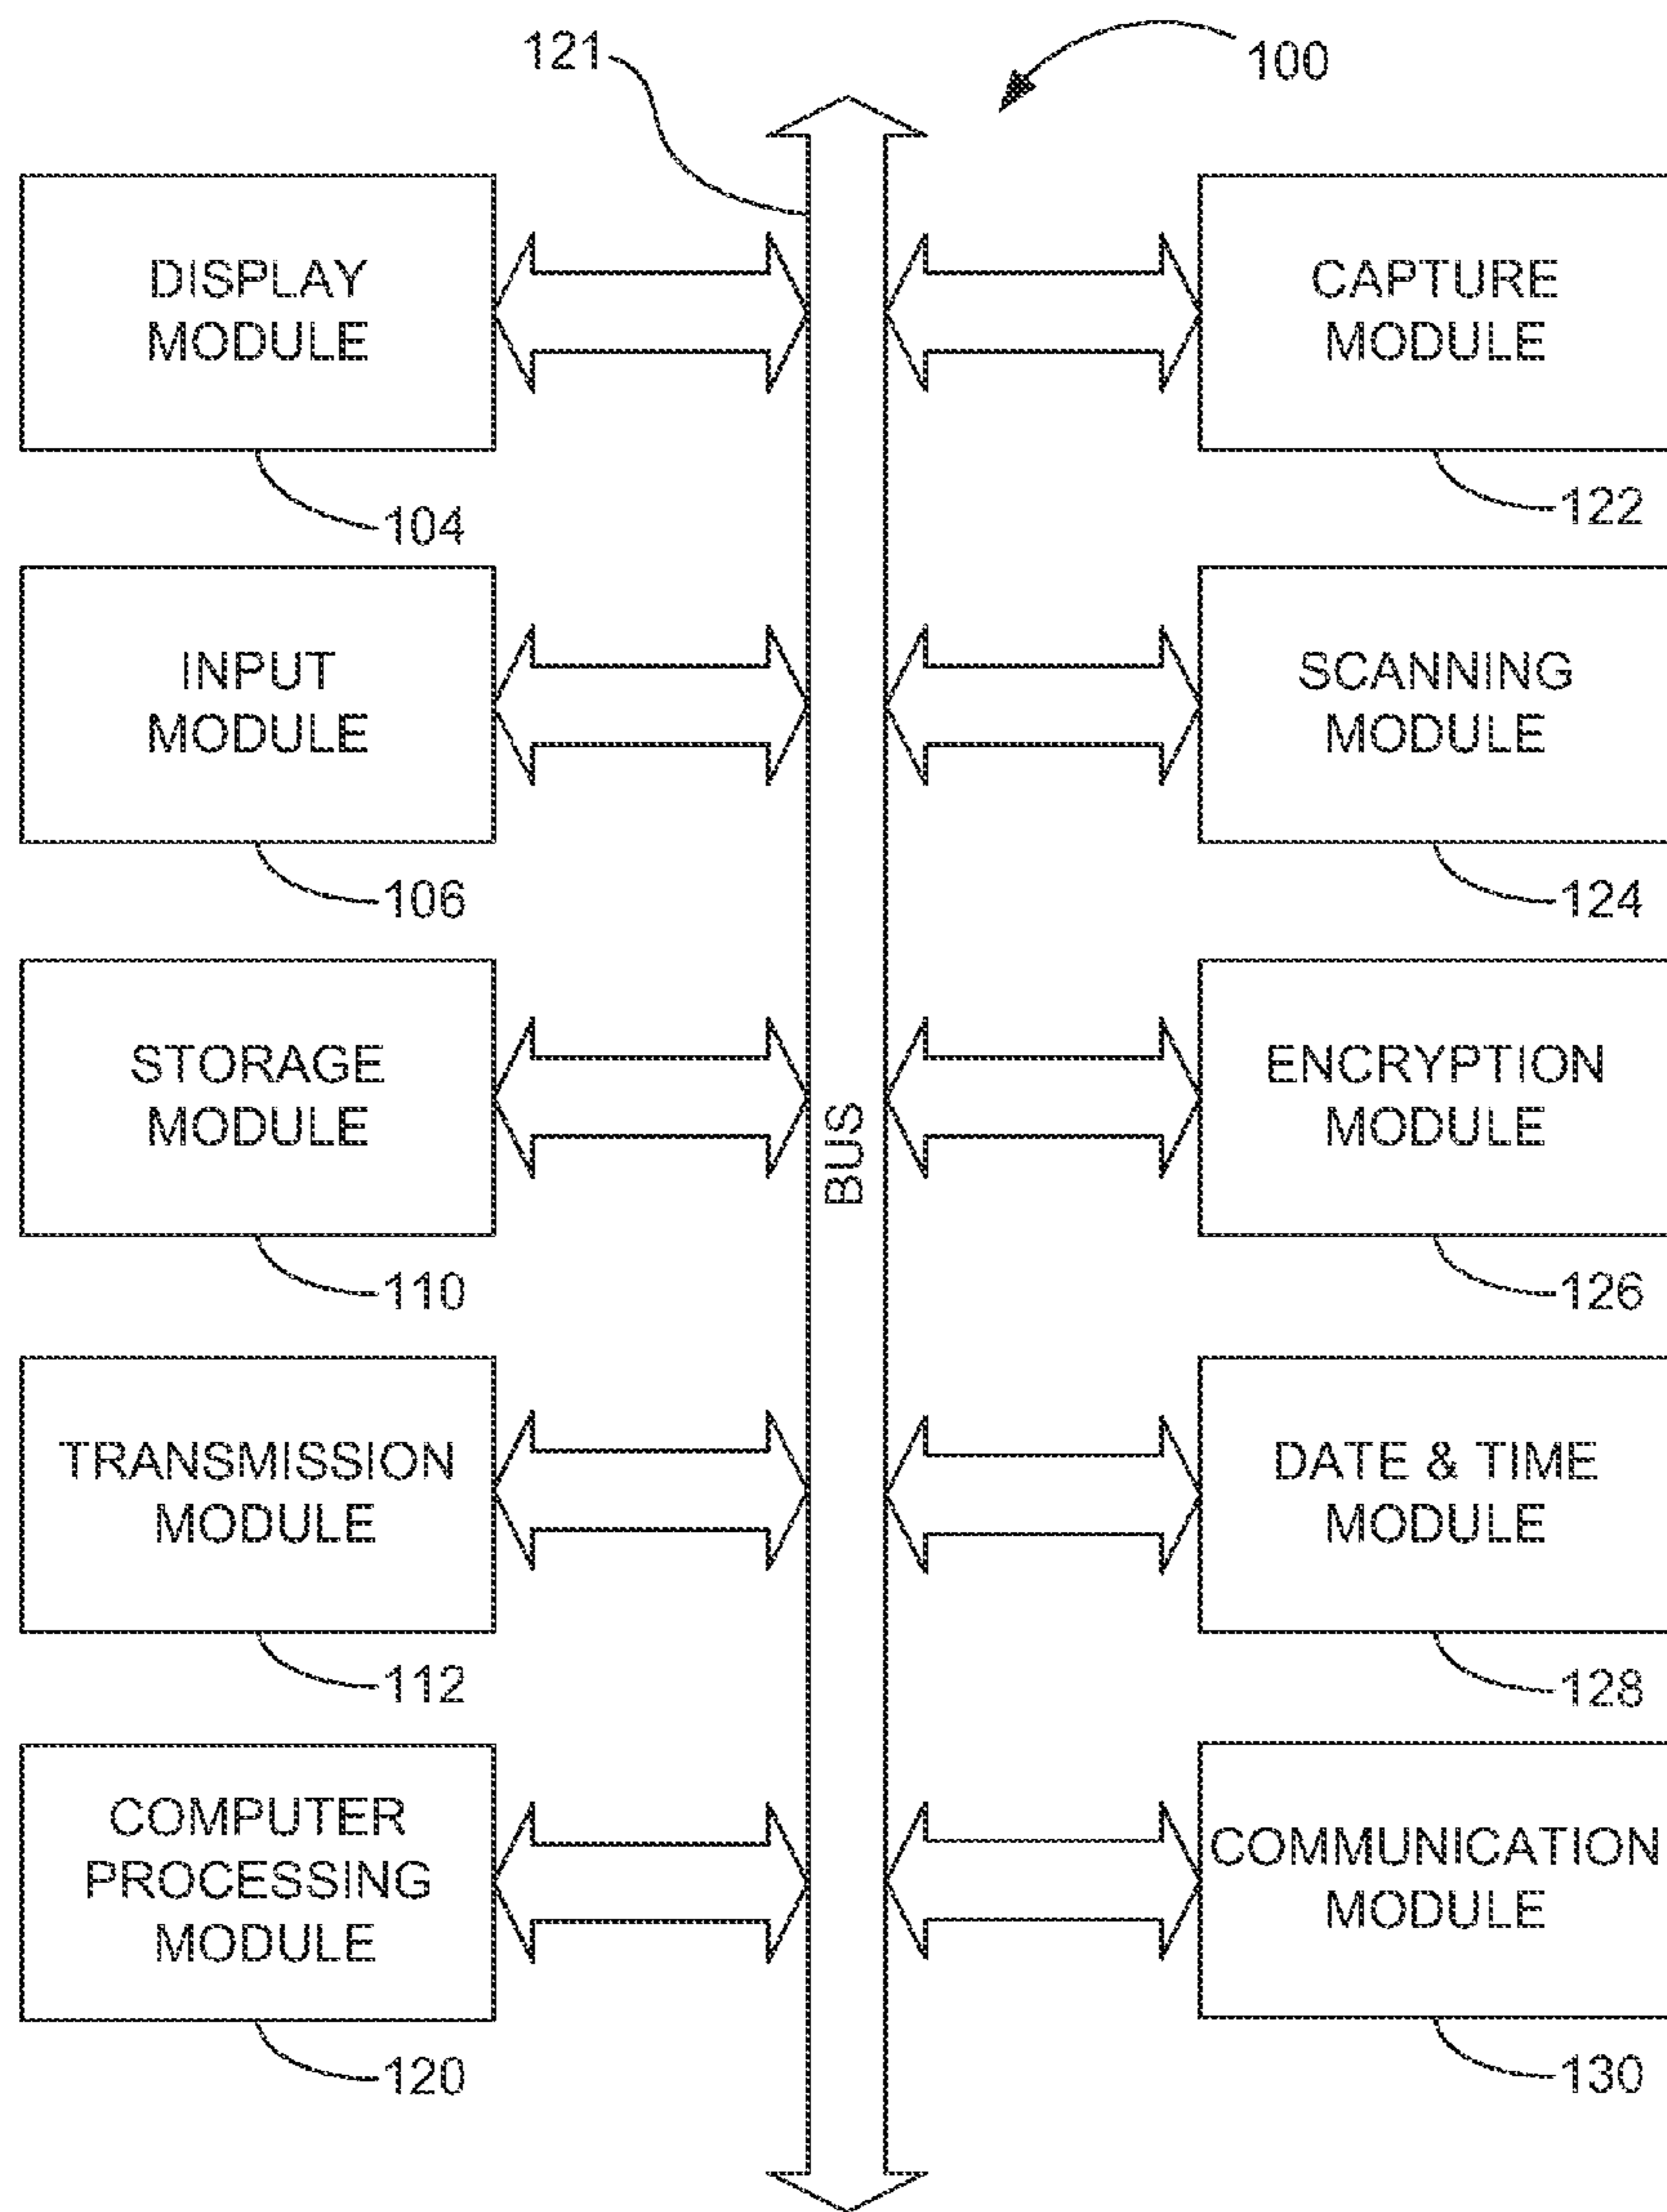 121
100
DISPLAY
MODULE
104
CAPTURE
MODULE
122
INPUT
MODULE
106
SCANNING
MODULE
124
STORAGE
MODULE
110
BUS
ENCRYPTION
MODULE
126
TRANSMISSION
MODULE
112
DATE & TIME
MODULE
128
COMPUTER
PROCESSING
MODULE
120
COMMUNICATION
MODULE
130